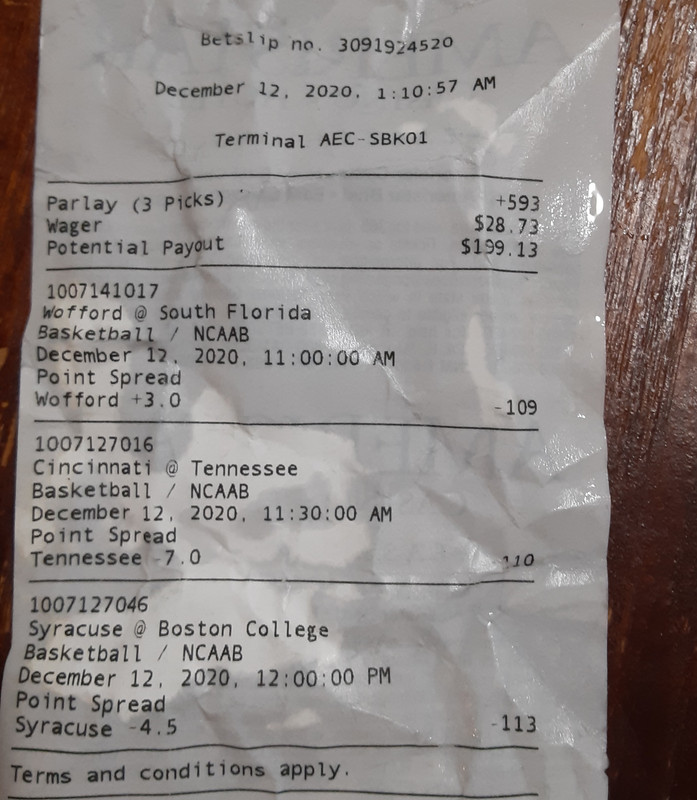 Betslip no. 3091924520
December 12, 2020, 1:10:57 AM
Terminal AEC-SBK01
Parlay (3 Picks) +593
Wager $28.73
Potential Payout $199.13
1007141017
Wofford @ South Florida
Basketball / NCAAB
December 12, 2020, 11:00:00 AM
Point Spread
Wofford +3.0 -109
1007127016
Cincinnati @ Tennessee
Basketball / NCAAB
December 12, 2020, 11:30:00 AM
Point Spread
Tennessee -7.0
1007127046
Syracuse @ Boston College
Basketball / NCAAB
December 12, 2020, 12:00:00 PM
Point Spread
Syracuse -4.5 -113
Terms and conditions apply.